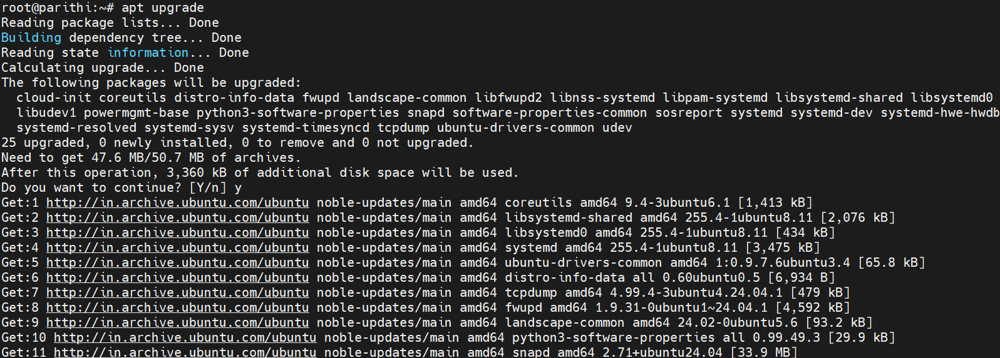 root@parithi:~# apt upgrade
Reading package lists... Done
Building dependency tree... Done
Reading state information... Done
Calculating upgrade... Done
The following packages will be upgraded:
  cloud-init coreutils distro-info-data fwupd landscape-common libfwupd2 libnss-systemd libpam-systemd libsystemd-shared libsystemd0
  libudev1 powermgmt-base python3-software-properties snapd software-properties-common sosreport systemd systemd-dev systemd-hwe-hwdb
  systemd-resolved systemd-sysv systemd-timesyncd tcpdump ubuntu-drivers-common udev
25 upgraded, 0 newly installed, 0 to remove and 0 not upgraded.
Need to get 47.6 MB/50.7 MB of archives.
After this operation, 3,360 kB of additional disk space will be used.
Do you want to continue? [Y/n] y
Get:1 http://in.archive.ubuntu.com/ubuntu noble-updates/main amd64 coreutils amd64 9.4-3ubuntu6.1 [1,413 kB]
Get:2 http://in.archive.ubuntu.com/ubuntu noble-updates/main amd64 libsystemd-shared amd64 255.4-1ubuntu8.11 [2,076 kB]
Get:3 http://in.archive.ubuntu.com/ubuntu noble-updates/main amd64 libsystemd0 amd64 255.4-1ubuntu8.11 [434 kB]
Get:4 http://in.archive.ubuntu.com/ubuntu noble-updates/main amd64 systemd amd64 255.4-1ubuntu8.11 [3,475 kB]
Get:5 http://in.archive.ubuntu.com/ubuntu noble-updates/main amd64 ubuntu-drivers-common amd64 1:0.9.7.6ubuntu3.4 [65.8 kB]
Get:6 http://in.archive.ubuntu.com/ubuntu noble-updates/main amd64 distro-info-data all 0.60ubuntu0.5 [6,934 B]
Get:7 http://in.archive.ubuntu.com/ubuntu noble-updates/main amd64 tcpdump amd64 4.99.4-3ubuntu4.24.04.1 [479 kB]
Get:8 http://in.archive.ubuntu.com/ubuntu noble-updates/main amd64 fwupd amd64 1.9.31-0ubuntu1~24.04.1 [4,592 kB]
Get:9 http://in.archive.ubuntu.com/ubuntu noble-updates/main amd64 landscape-common amd64 24.02-0ubuntu5.6 [93.2 kB]
Get:10 http://in.archive.ubuntu.com/ubuntu noble-updates/main amd64 python3-software-properties all 0.99.49.3 [29.9 kB]
Get:11 http://in.archive.ubuntu.com/ubuntu noble-updates/main amd64 snapd amd64 2.71+ubuntu24.04 [33.9 MB]